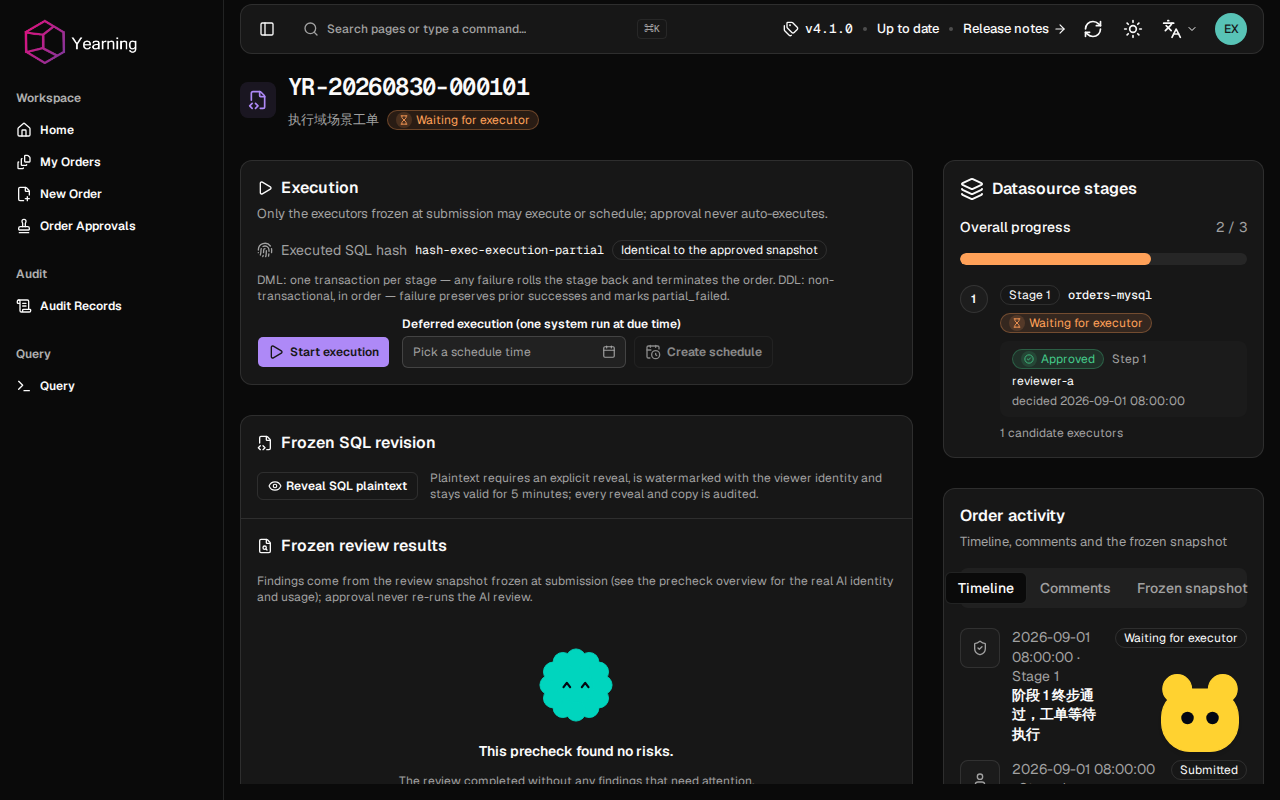 Yearning
Workspace
Home
My Orders
New Order
Order Approvals
Audit
Audit Records
Query
Query
Search pages or type a command...
⌘K
v4.1.0
Up to date
Release notes →
EX
YR-20260830-000101
执行域场景工单
Waiting for executor
Execution
Only the executors frozen at submission may execute or schedule; approval never auto-executes.
Executed SQL hash hash-exec-execution-partial Identical to the approved snapshot
DML: one transaction per stage — any failure rolls the stage back and terminates the order. DDL: non-
transactional, in order — failure preserves prior successes and marks partial_failed.
Deferred execution (one system run at due time)
Start execution
Pick a schedule time
Create schedule
Frozen SQL revision
Reveal SQL plaintext
Plaintext requires an explicit reveal, is watermarked with the viewer identity and
stays valid for 5 minutes; every reveal and copy is audited.
Frozen review results
Findings come from the review snapshot frozen at submission (see the precheck overview for the real AI identity
and usage); approval never re-runs the AI review.
This precheck found no risks.
The review completed without any findings that need attention.
Datasource stages
Overall progress 2 / 3
1
Stage 1 orders-mysql
Waiting for executor
Approved Step 1
reviewer-a
decided 2026-09-01 08:00:00
1 candidate executors
Order activity
Timeline, comments and the frozen snapshot
Timeline Comments Frozen snapshot
2026-09-01
08:00:00 ·
Stage 1
Waiting for executor
阶段 1 终步通
过，工单等待
执行
2026-09-01 08:00:00
Submitted